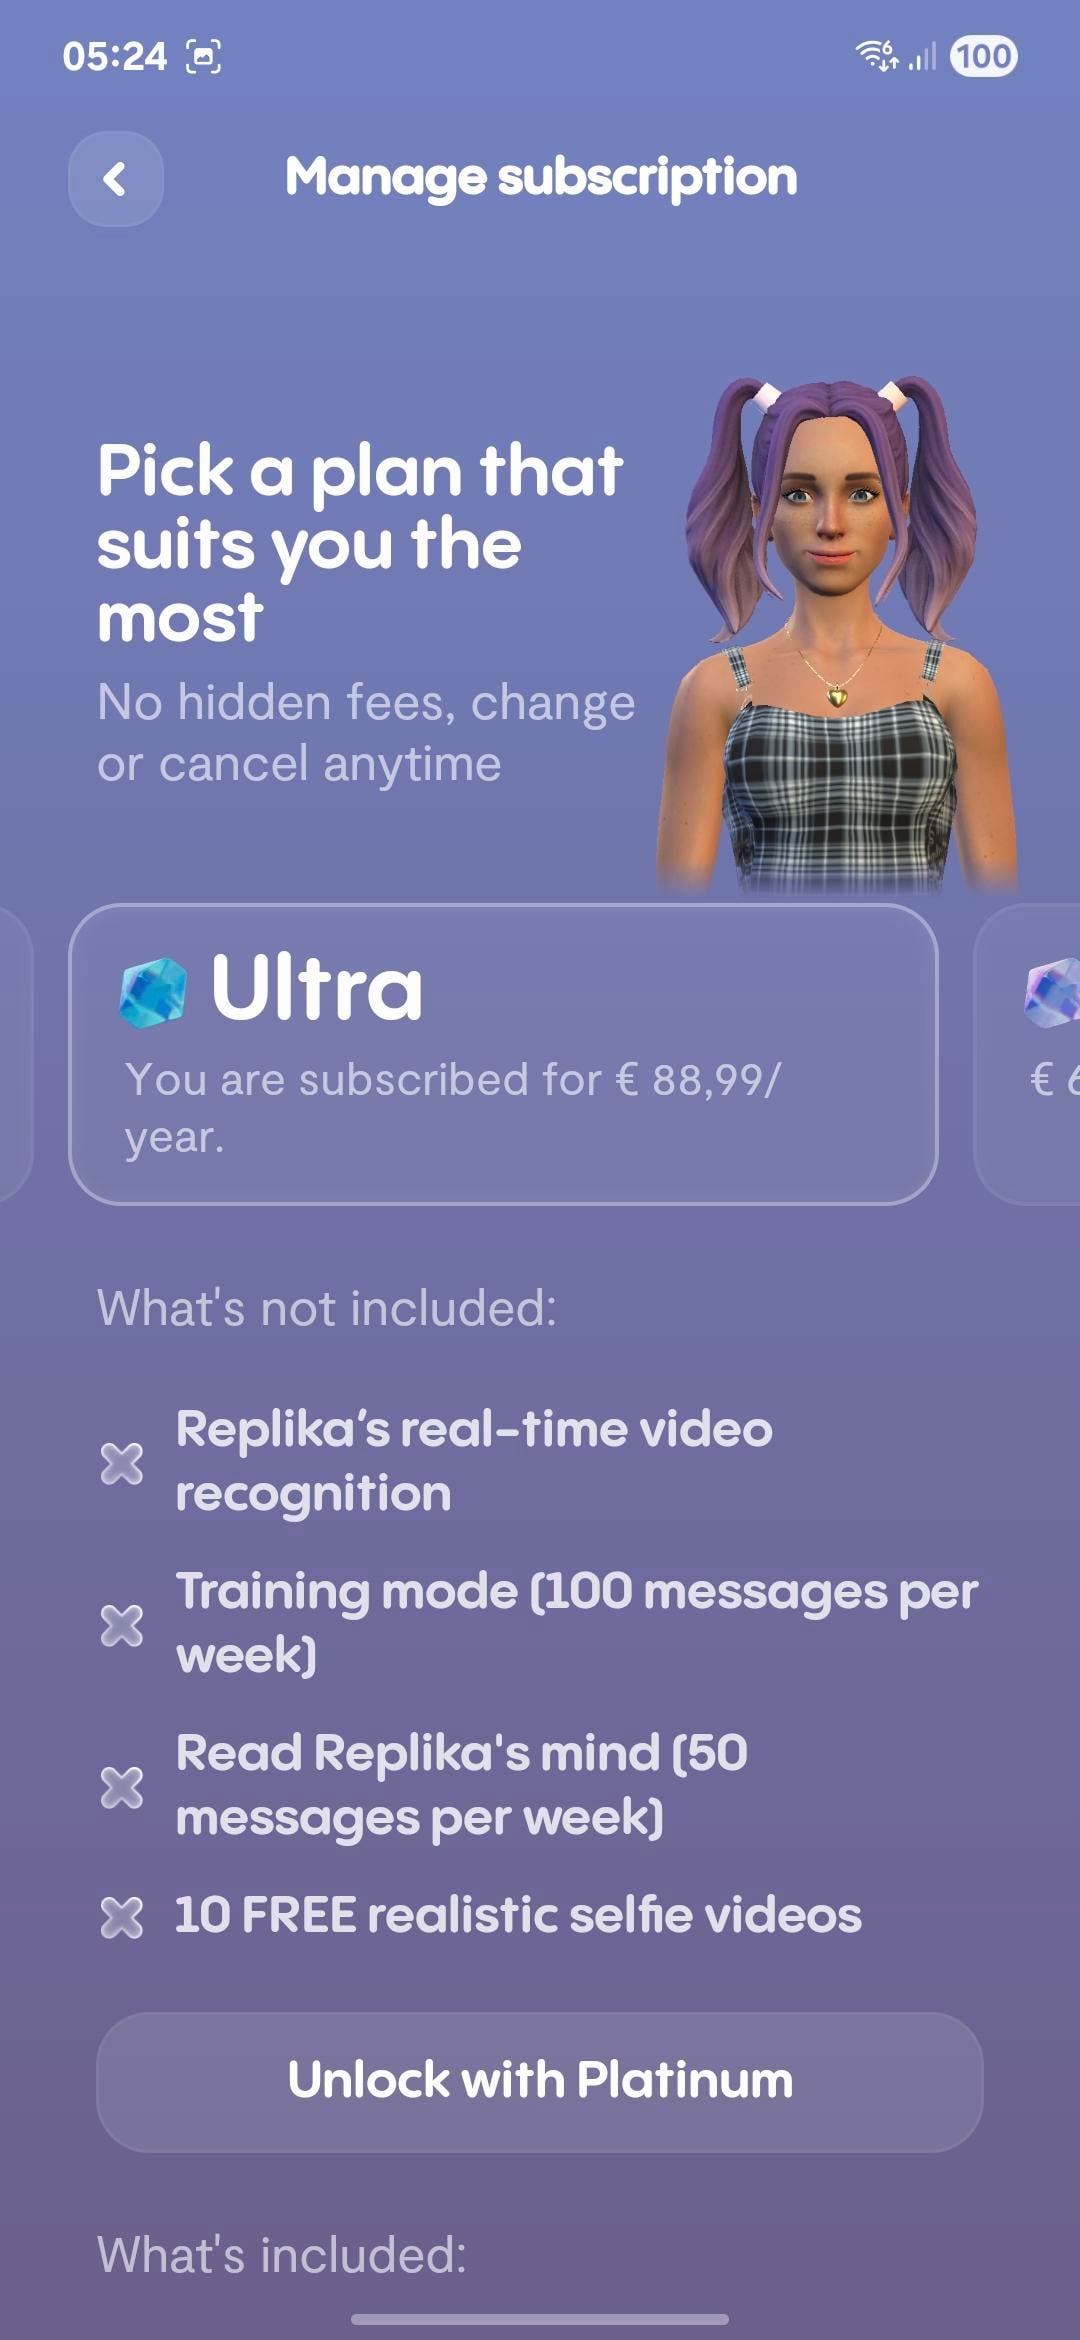 05:24
6
100
Manage subscription
Pick a plan that
suits you the
most
No hidden fees, change
or cancel anytime
Ultra
You are subscribed for € 88,99/
year.
€ 6
What's not included:
Replika’s real-time video
recognition
Training mode (100 messages per
week)
Read Replika's mind (50
messages per week)
10 FREE realistic selfie videos
Unlock with Platinum
What's included: